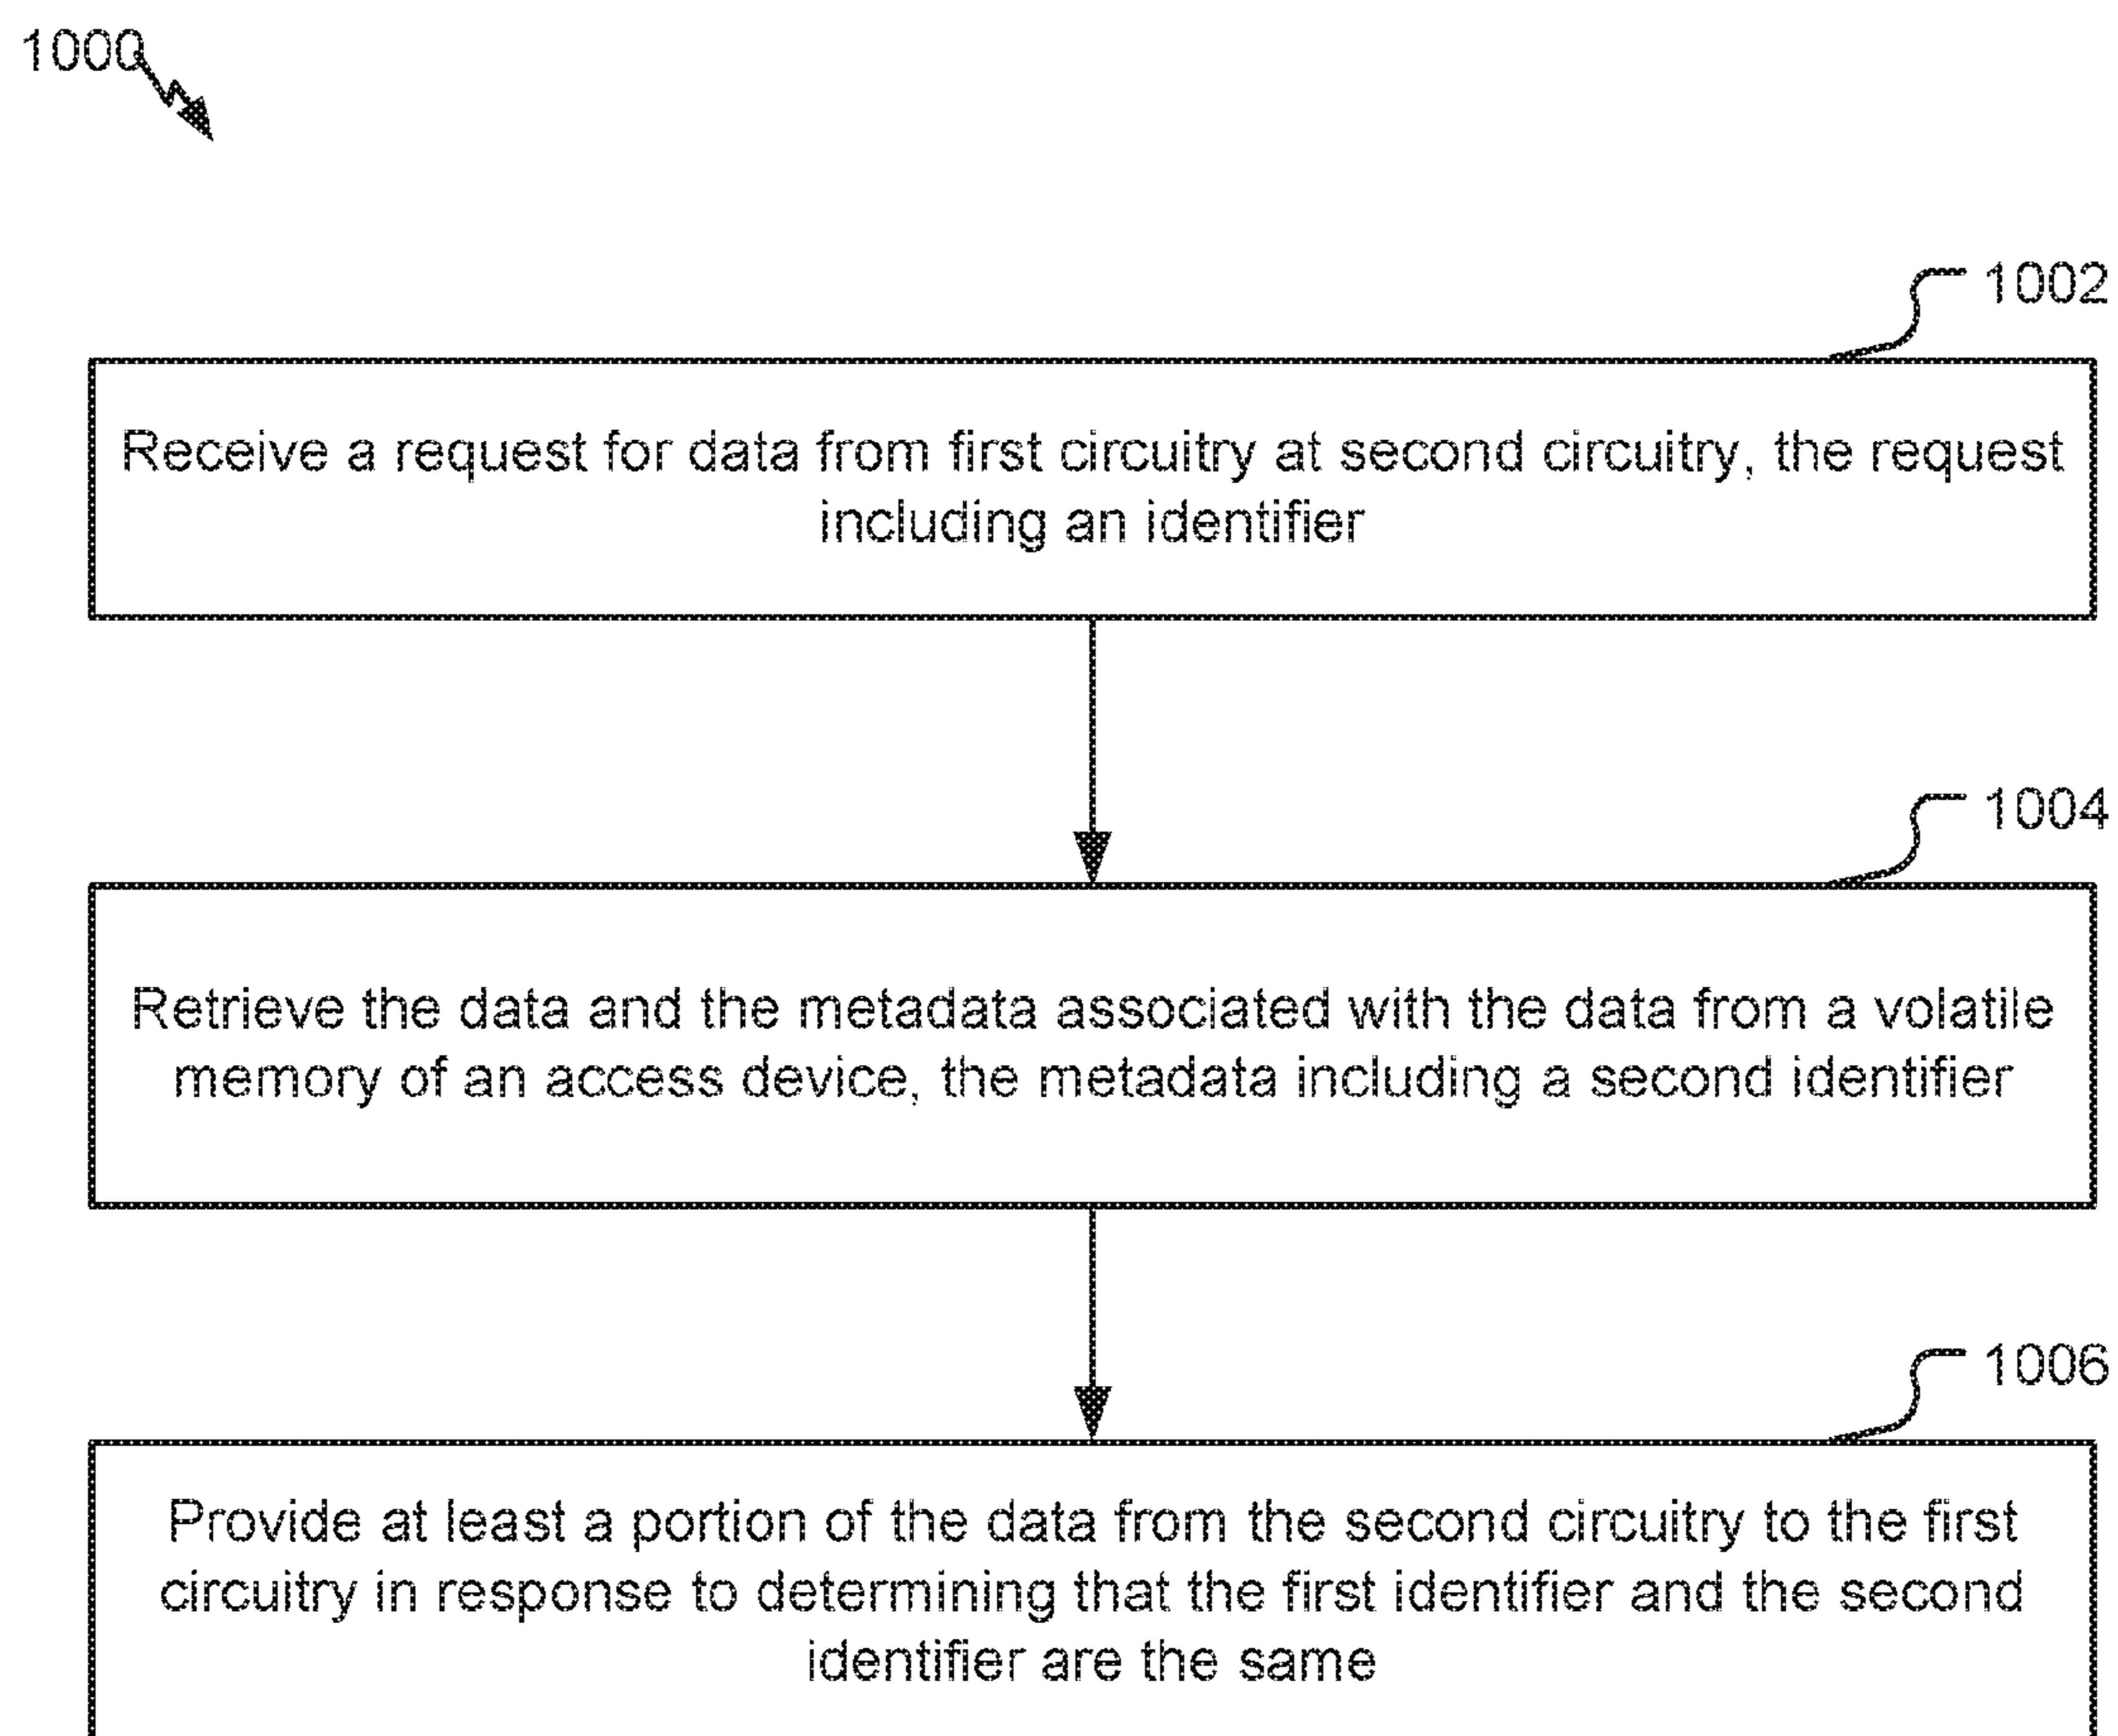 1000
1002
Receive a request for data from first circuitry at second circuitry, the request
including an identifier
1004
Retrieve the data and the metadata associated with the data from a volatile
memory of an access device, the metadata including a second identifier
1006
Provide at least a portion of the data from the second circuitry to the first
circuitry in response to determining that the first identifier and the second
identifier are the same